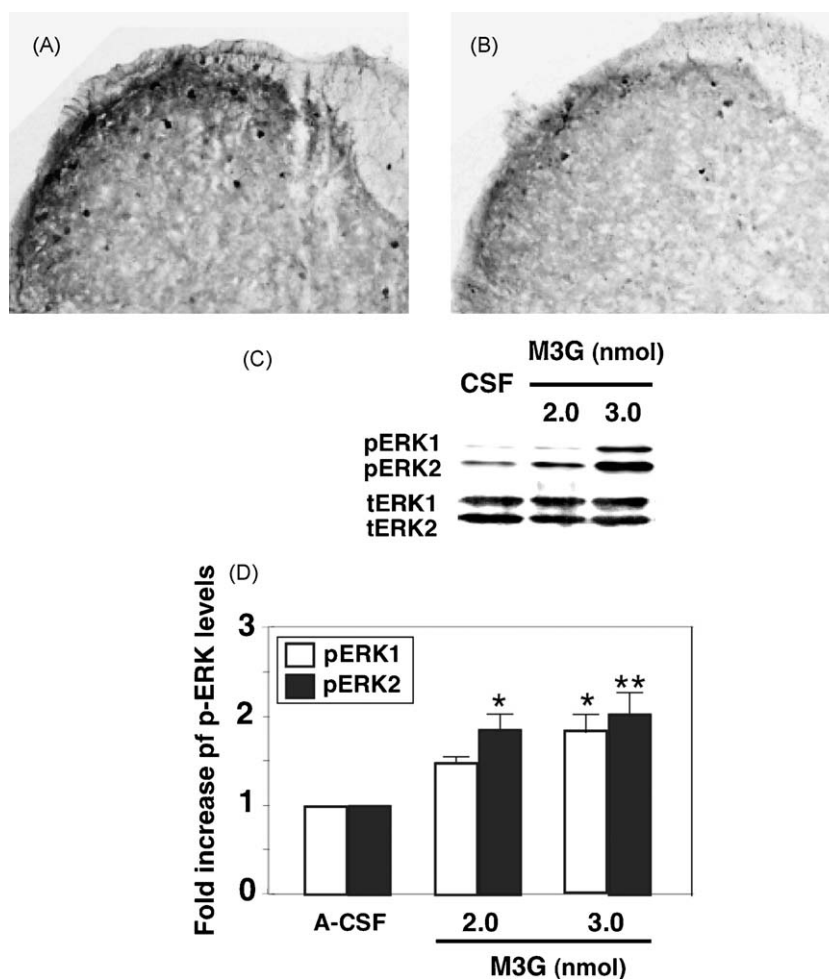 (A)
(B)
(C)
M3G (nmol)
CSF
2.0 3.0
pERK1
pERK2
tERK1
tERK2
(D)
Fold increase pf p-ERK levels
3
2
1
0
pERK1
pERK2
*
*
**
A-CSF 2.0 3.0
M3G (nmol)